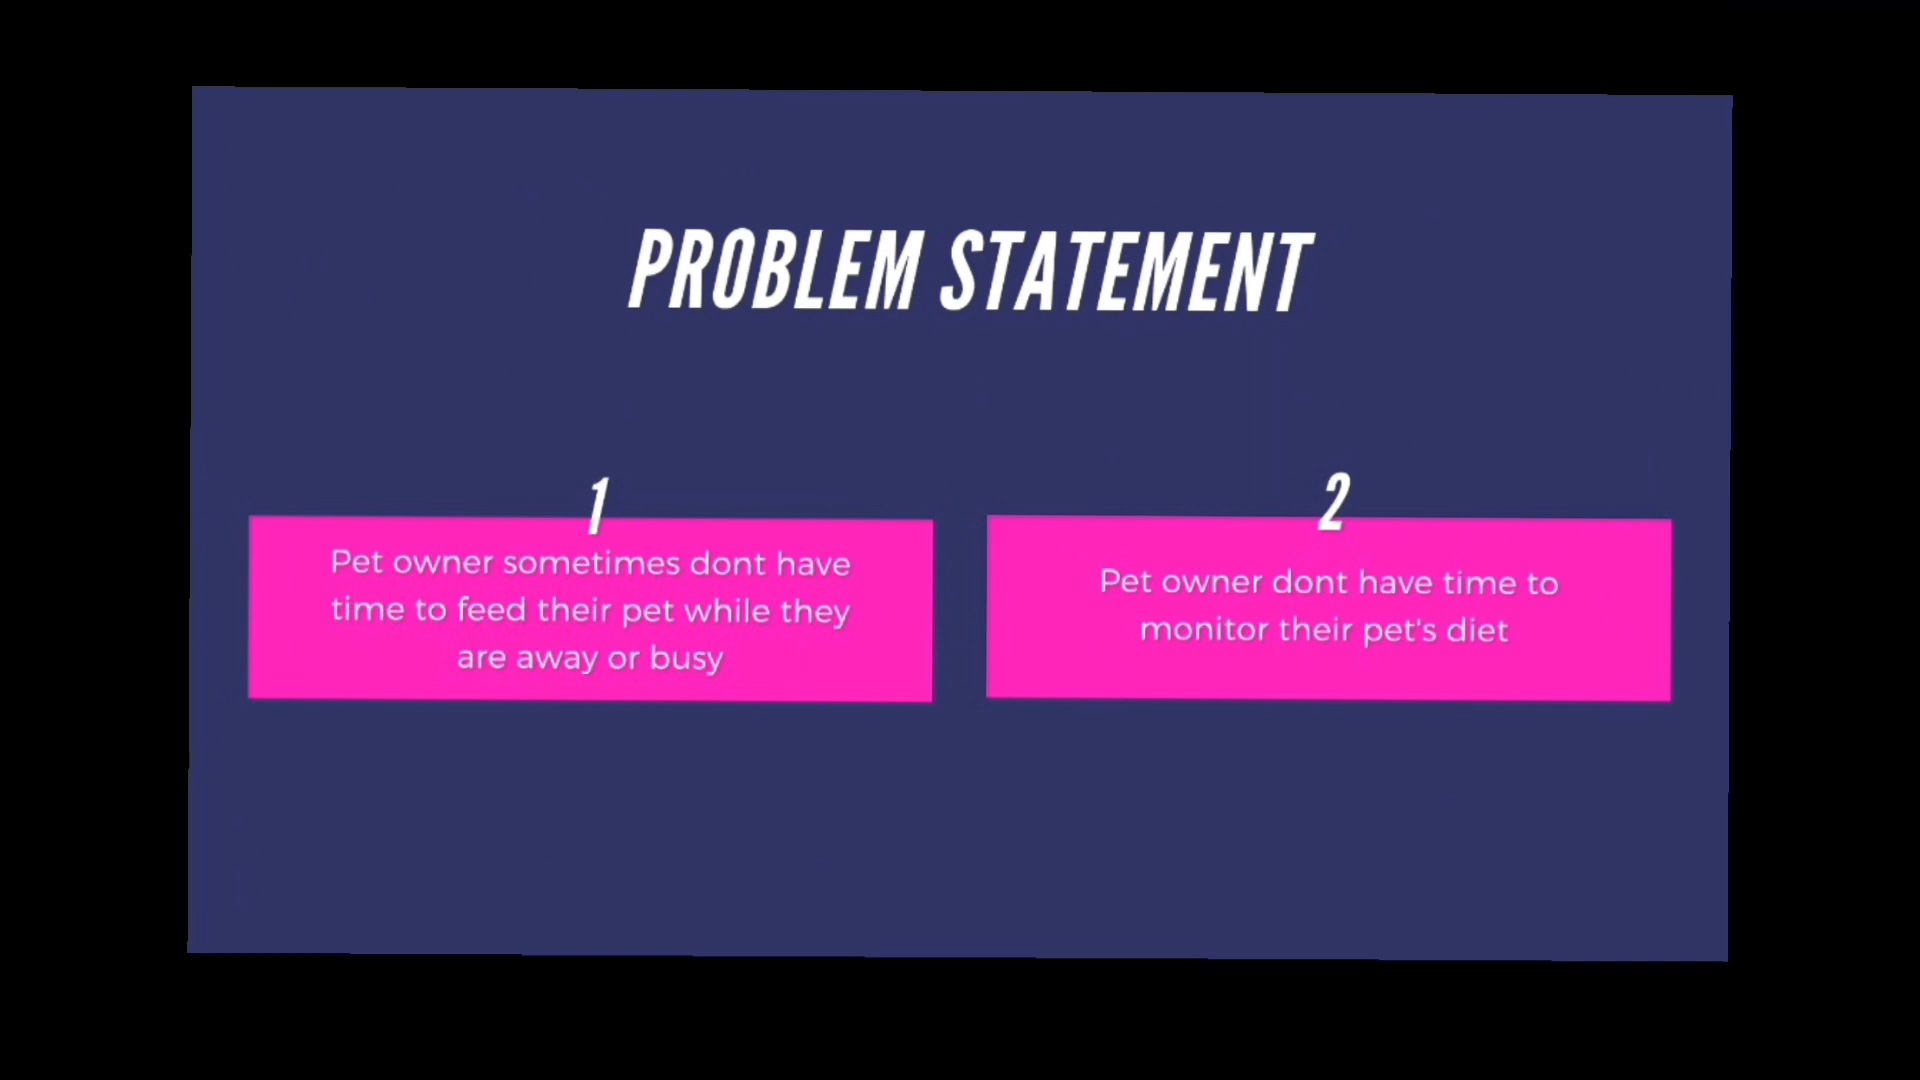 PROBLEM STATEMENT
1
Pet owner sometimes dont have
time to feed their pet while they
are away or busy
2
Pet owner dont have time to
monitor their pet's diet